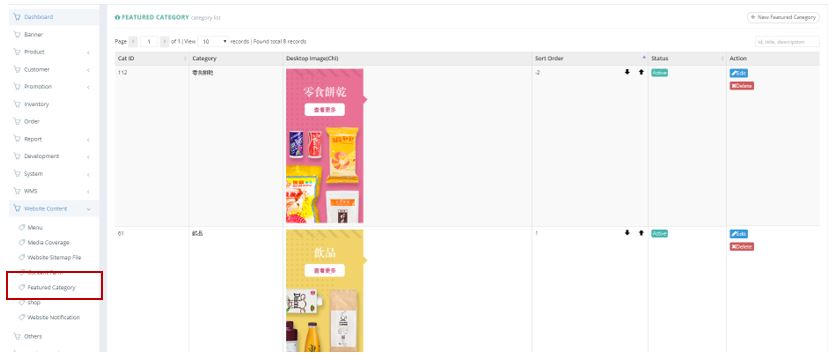 Dashboard
Banner
Product
Customer
Promotion
Inventory
Order
Report
Development
System
WMS
Website Content
Menu
Media Coverage
Website Sitemap File
Featured Category
Shop
Website Notification
Others
FEATURED CATEGORY category list
+ New Featured Category
Page 1 of 1 | View 10 records | Found total 8 records
id, title, description
Cat ID Category Desktop Image(Chi) Sort Order Status Action
112 零食餅乾 -2 Active Edit
Delete
零食餅乾
查看更多
61 1 Active Edit
Delete
飲品
查看更多